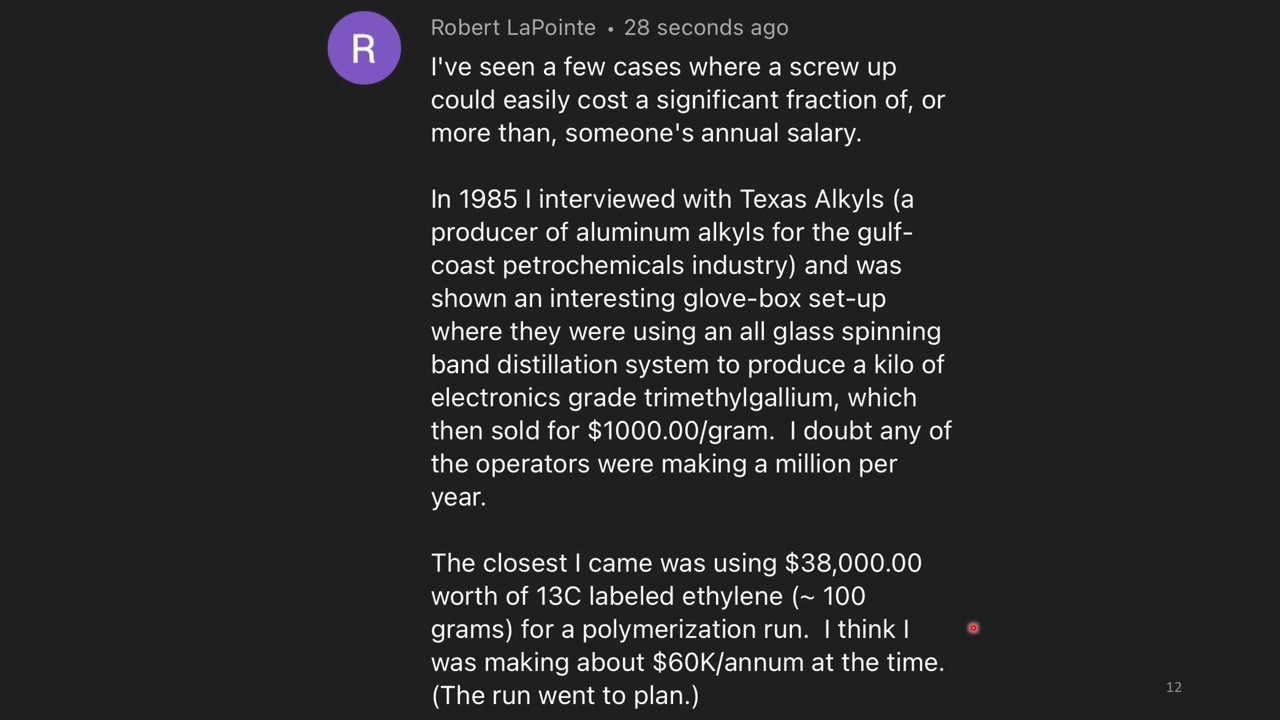 R
Robert LaPointe • 28 seconds ago
I've seen a few cases where a screw up
could easily cost a significant fraction of, or
more than, someone's annual salary.
In 1985 I interviewed with Texas Alkyls (a
producer of aluminum alkyls for the gulf-
coast petrochemicals industry) and was
shown an interesting glove-box set-up
where they were using an all glass spinning
band distillation system to produce a kilo of
electronics grade trimethylgallium, which
then sold for $1000.00/gram.  I doubt any of
the operators were making a million per
year.
The closest I came was using $38,000.00
worth of 13C labeled ethylene (~ 100
grams) for a polymerization run.  I think I
was making about $60K/annum at the time.
(The run went to plan.)
12